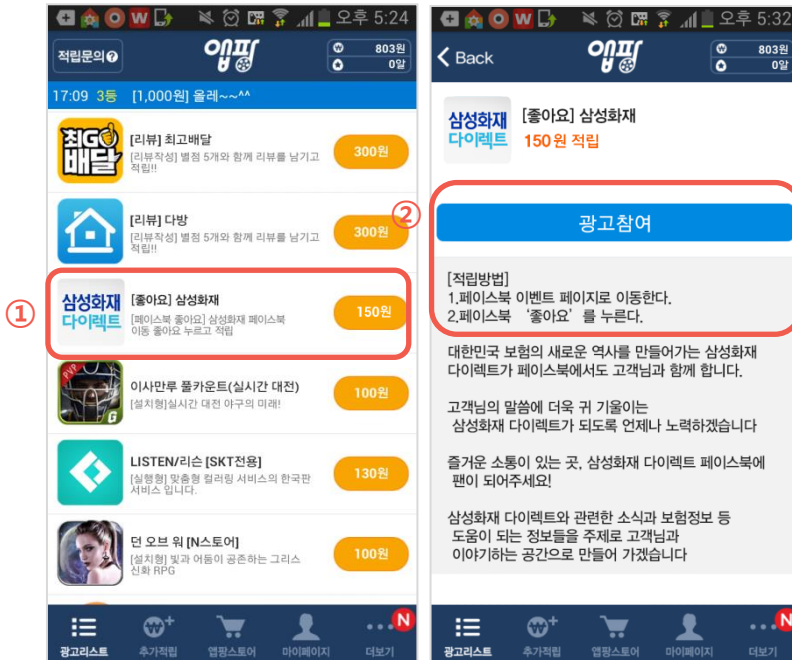 오후 5:24
적립문의?
앱팡
803원
0알
17:09 3등 [1,000원] 올레~~^^
최GO배달
[리뷰] 최고배달
[리뷰작성] 별점 5개와 함께 리뷰를 남기고
적립!!
300원
[리뷰] 다방
[리뷰작성] 별점 5개와 함께 리뷰를 남기고
적립!!
300원
①
삼성화재
다이렉트
[좋아요] 삼성화재
[페이스북 좋아요] 삼성화재 페이스북
이동 좋아요 누르고 적립
150원
PVP
G
이사만루 풀카운트(실시간 대전)
[설치형]실시간 대전 야구의 미래!
100원
LISTEN/리슨 [SKT전용]
[실행형] 맞춤형 컬러링 서비스의 한국판
서비스 입니다.
130원
던 오브 워 [N스토어]
[설치형] 빛과 어둠이 공존하는 그리스
신화 RPG
100원
광고리스트
추가적립
앱팡스토어
마이페이지
더보기
N
오후 5:32
Back
앱팡
803원
0알
삼성화재
다이렉트
[좋아요] 삼성화재
150 원 적립
②
광고참여
[적립방법]
1.페이스북 이벤트 페이지로 이동한다.
2.페이스북 ‘좋아요’ 를 누른다.
대한민국 보험의 새로운 역사를 만들어가는 삼성화재
다이렉트가 페이스북에서도 고객님과 함께 합니다.
고객님의 말씀에 더욱 귀 기울이는
삼성화재 다이렉트가 되도록 언제나 노력하겠습니다
즐거운 소통이 있는 곳, 삼성화재 다이렉트 페이스북에
팬이 되어주세요!
삼성화재 다이렉트와 관련한 소식과 보험정보 등
도움이 되는 정보들을 주제로 고객님과
이야기하는 공간으로 만들어 가겠습니다
광고리스트
추가적립
앱팡스토어
마이페이지
더보기
N